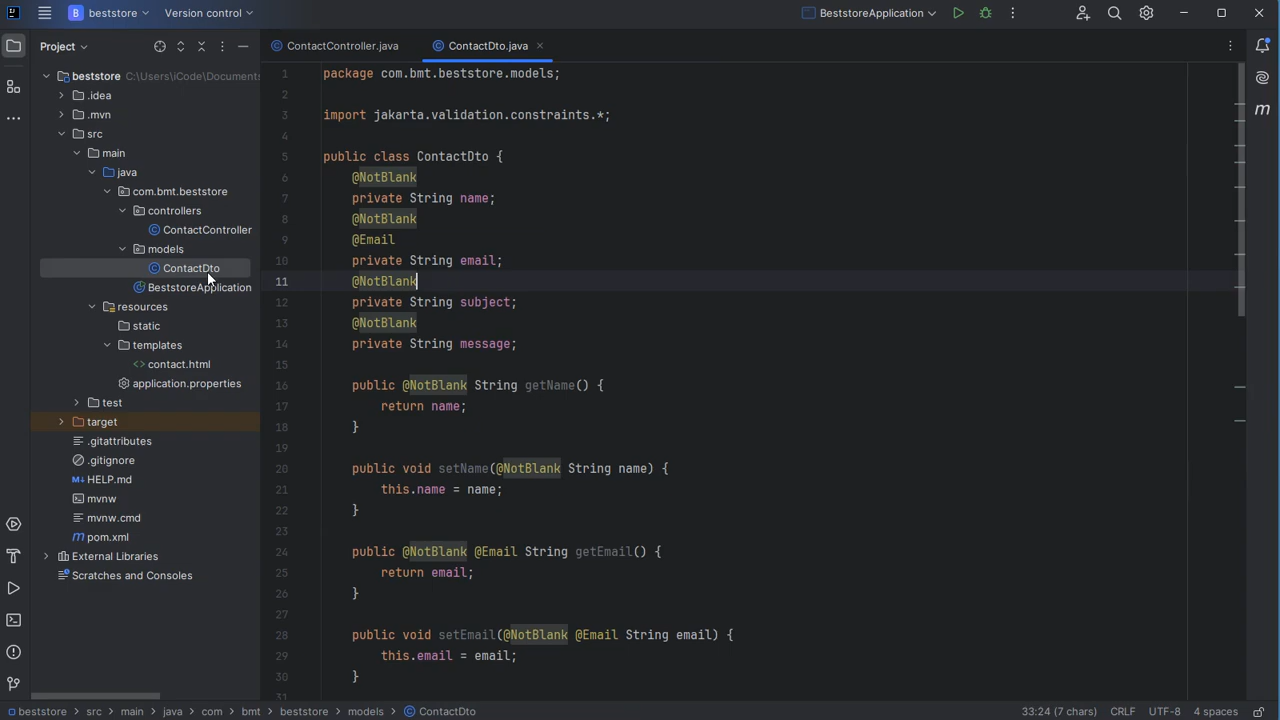 B beststore Version control BeststoreApplication
Project
ContactController.java ContactDto.java
beststore C:\Users\iCode\Documents
.idea
.mvn
src
main
java
com.bmt.beststore
controllers
ContactController
models
ContactDto
BeststoreApplication
resources
static
templates
<> contact.html
application.properties
test
target
.gitattributes
.gitignore
M↓ HELP.md
mvnw
mvnw.cmd
m pom.xml
External Libraries
Scratches and Consoles
1 package com.bmt.beststore.models;
2
3 import jakarta.validation.constraints.*;
4
5 public class ContactDto {
6 @NotBlank
7 private String name;
8 @NotBlank
9 @Email
10 private String email;
11 @NotBlank
12 private String subject;
13 @NotBlank
14 private String message;
15
16 public @NotBlank String getName() {
17 return name;
18 }
19
20 public void setName(@NotBlank String name) {
21 this.name = name;
22 }
23
24 public @NotBlank @Email String getEmail() {
25 return email;
26 }
27
28 public void setEmail(@NotBlank @Email String email) {
29 this.email = email;
30 }
31
beststore > src > main > java > com > bmt > beststore > models > ContactDto 33:24 (7 chars) CRLF UTF-8 4 spaces